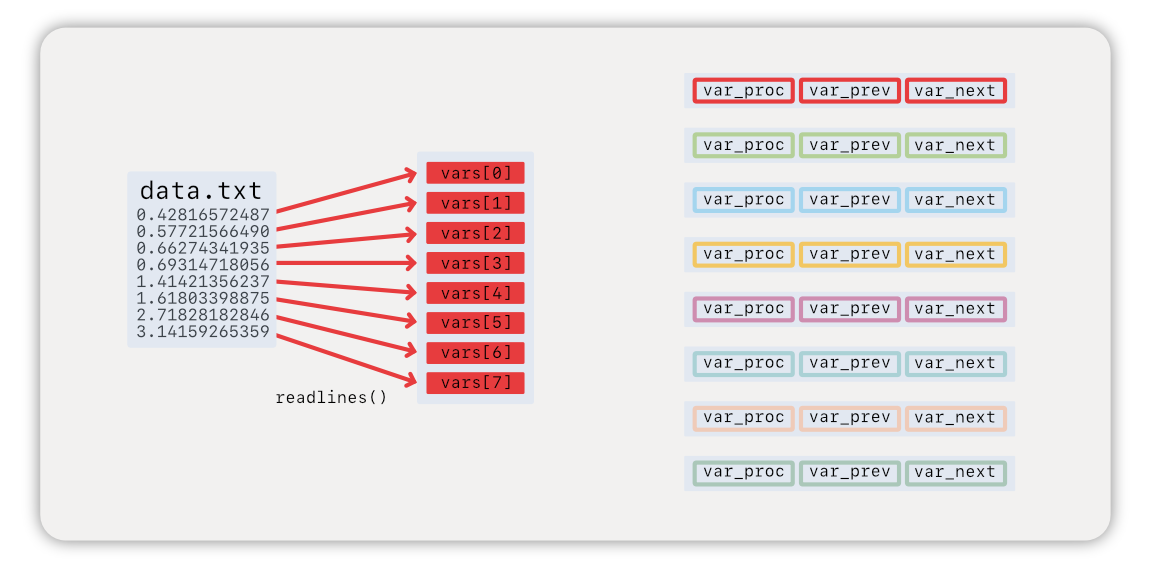 data.txt
0.42816572487
0.57721566490
0.66274341935
0.69314718056
1.41421356237
1.61803398875
2.71828182846
3.14159265359
readlines()
vars[0]
vars[1]
vars[2]
vars[3]
vars[4]
vars[5]
vars[6]
vars[7]
var_proc var_prev var_next
var_proc var_prev var_next
var_proc var_prev var_next
var_proc var_prev var_next
var_proc var_prev var_next
var_proc var_prev var_next
var_proc var_prev var_next
var_proc var_prev var_next